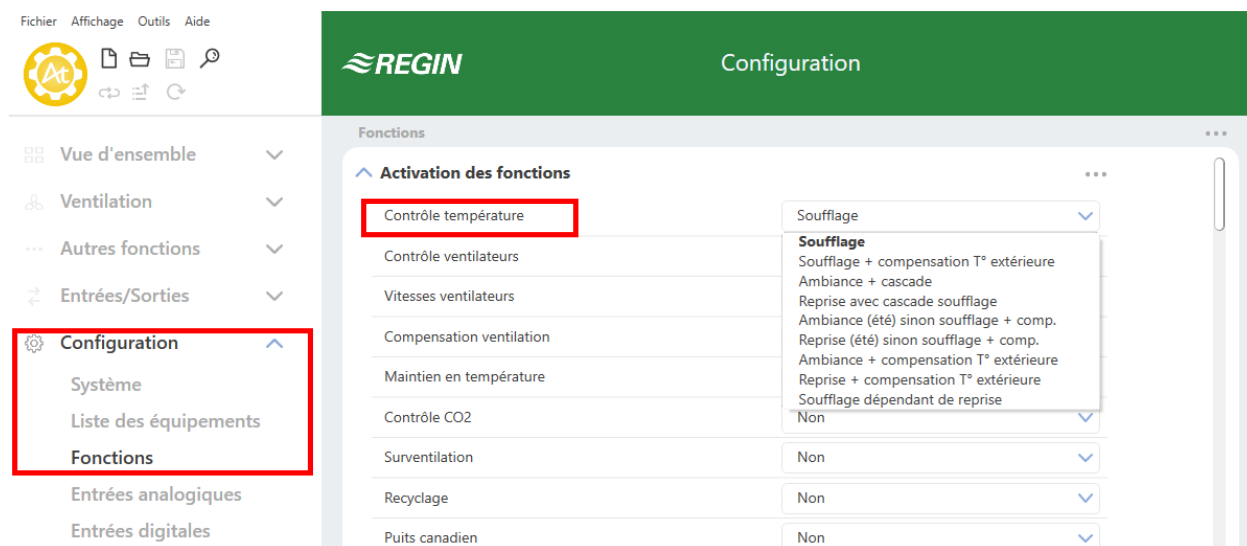 Fichier Affichage Outils Aide
At
REGIN
Configuration
Vue d'ensemble
Ventilation
Autres fonctions
Entrées/Sorties
Configuration
Système
Liste des équipements
Fonctions
Entrées analogiques
Entrées digitales
Fonctions
Activation des fonctions
Contrôle température Soufflage
Soufflage
Soufflage + compensation T° extérieure
Ambiance + cascade
Reprise avec cascade soufflage
Ambiance (été) sinon soufflage + comp.
Reprise (été) sinon soufflage + comp.
Ambiance + compensation T° extérieure
Reprise + compensation T° extérieure
Soufflage dépendant de reprise
Contrôle ventilateurs
Vitesses ventilateurs
Compensation ventilation
Maintien en température
Contrôle CO2 Non
Surventilation Non
Recyclage Non
Puits canadien Non